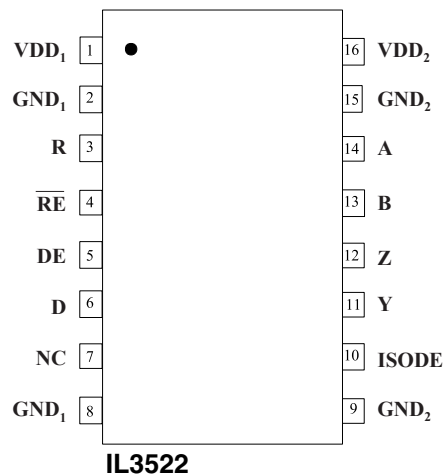 VDD₁ 1 16 VDD₂
GND₁ 2 15 GND₂
R 3 14 A
R̅E̅ 4 13 B
DE 5 12 Z
D 6 11 Y
NC 7 10 ISODE
GND₁ 8 9 GND₂
IL3522